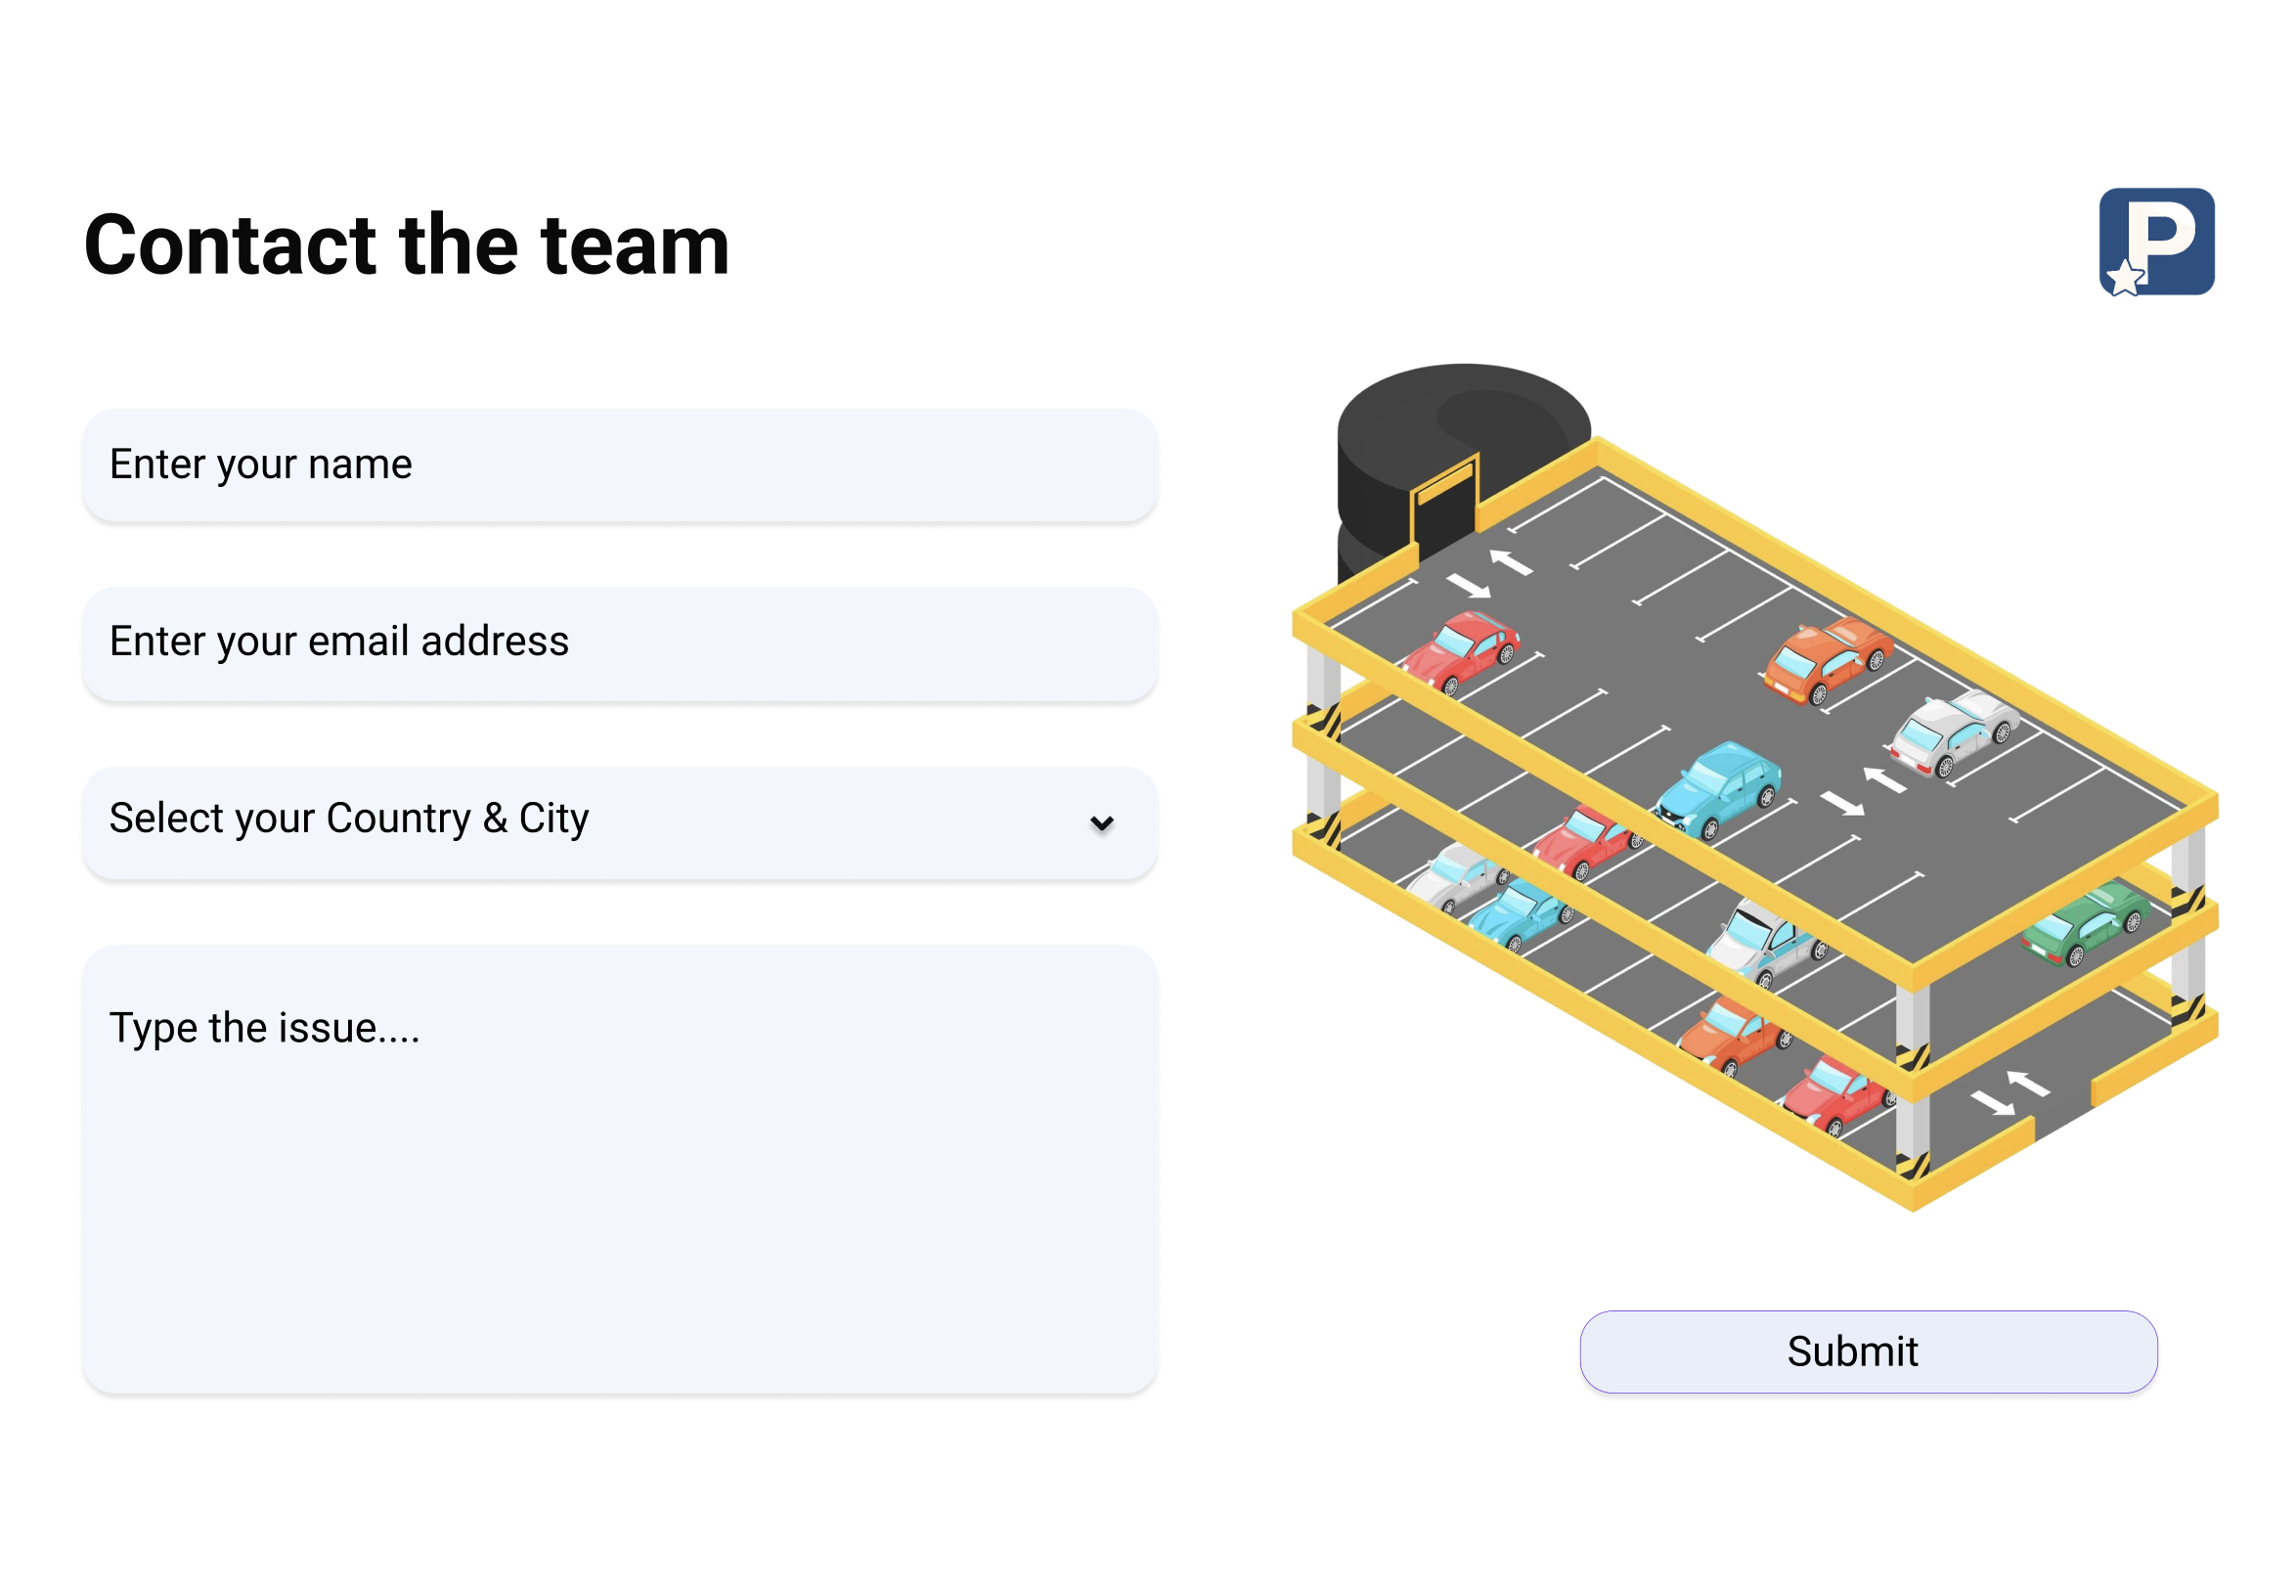 Contact the team
P
Enter your name
Enter your email address
Select your Country & City
Type the issue....
Submit